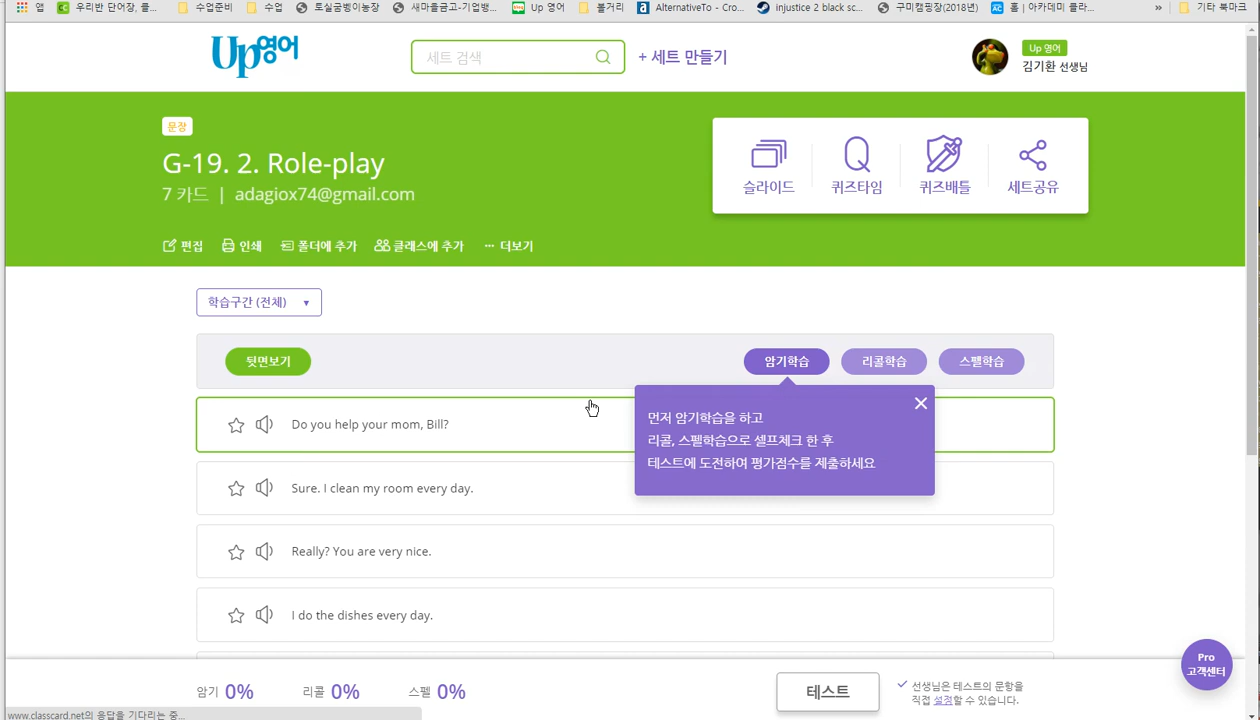 앱
우리반 단어장, 클...
수업준비
수업
토실굼벵이농장
새마을금고-기업뱅...
Up 영어
볼거리
AlternativeTo - Cro...
injustice 2 black sc...
구미캠핑장(2018년)
홈 | 아카데미 클라...
»
기타 북마크
Up영어
세트 검색
+ 세트 만들기
Up 영어
김기환 선생님
문장
G-19. 2. Role-play
7 카드 | adagiox74@gmail.com
슬라이드
퀴즈타임
퀴즈배틀
세트공유
편집
인쇄
폴더에 추가
클래스에 추가
··· 더보기
학습구간 (전체) ▼
뒷면보기
암기학습
리콜학습
스펠학습
먼저 암기학습을 하고
리콜, 스펠학습으로 셀프체크 한 후
테스트에 도전하여 평가점수를 제출하세요
Do you help your mom, Bill?
Sure. I clean my room every day.
Really? You are very nice.
I do the dishes every day.
Pro
고객센터
암기 0%
리콜 0%
스펠 0%
테스트
선생님은 테스트의 문항을
직접 설정할 수 있습니다.
www.classcard.net의 응답을 기다리는 중...